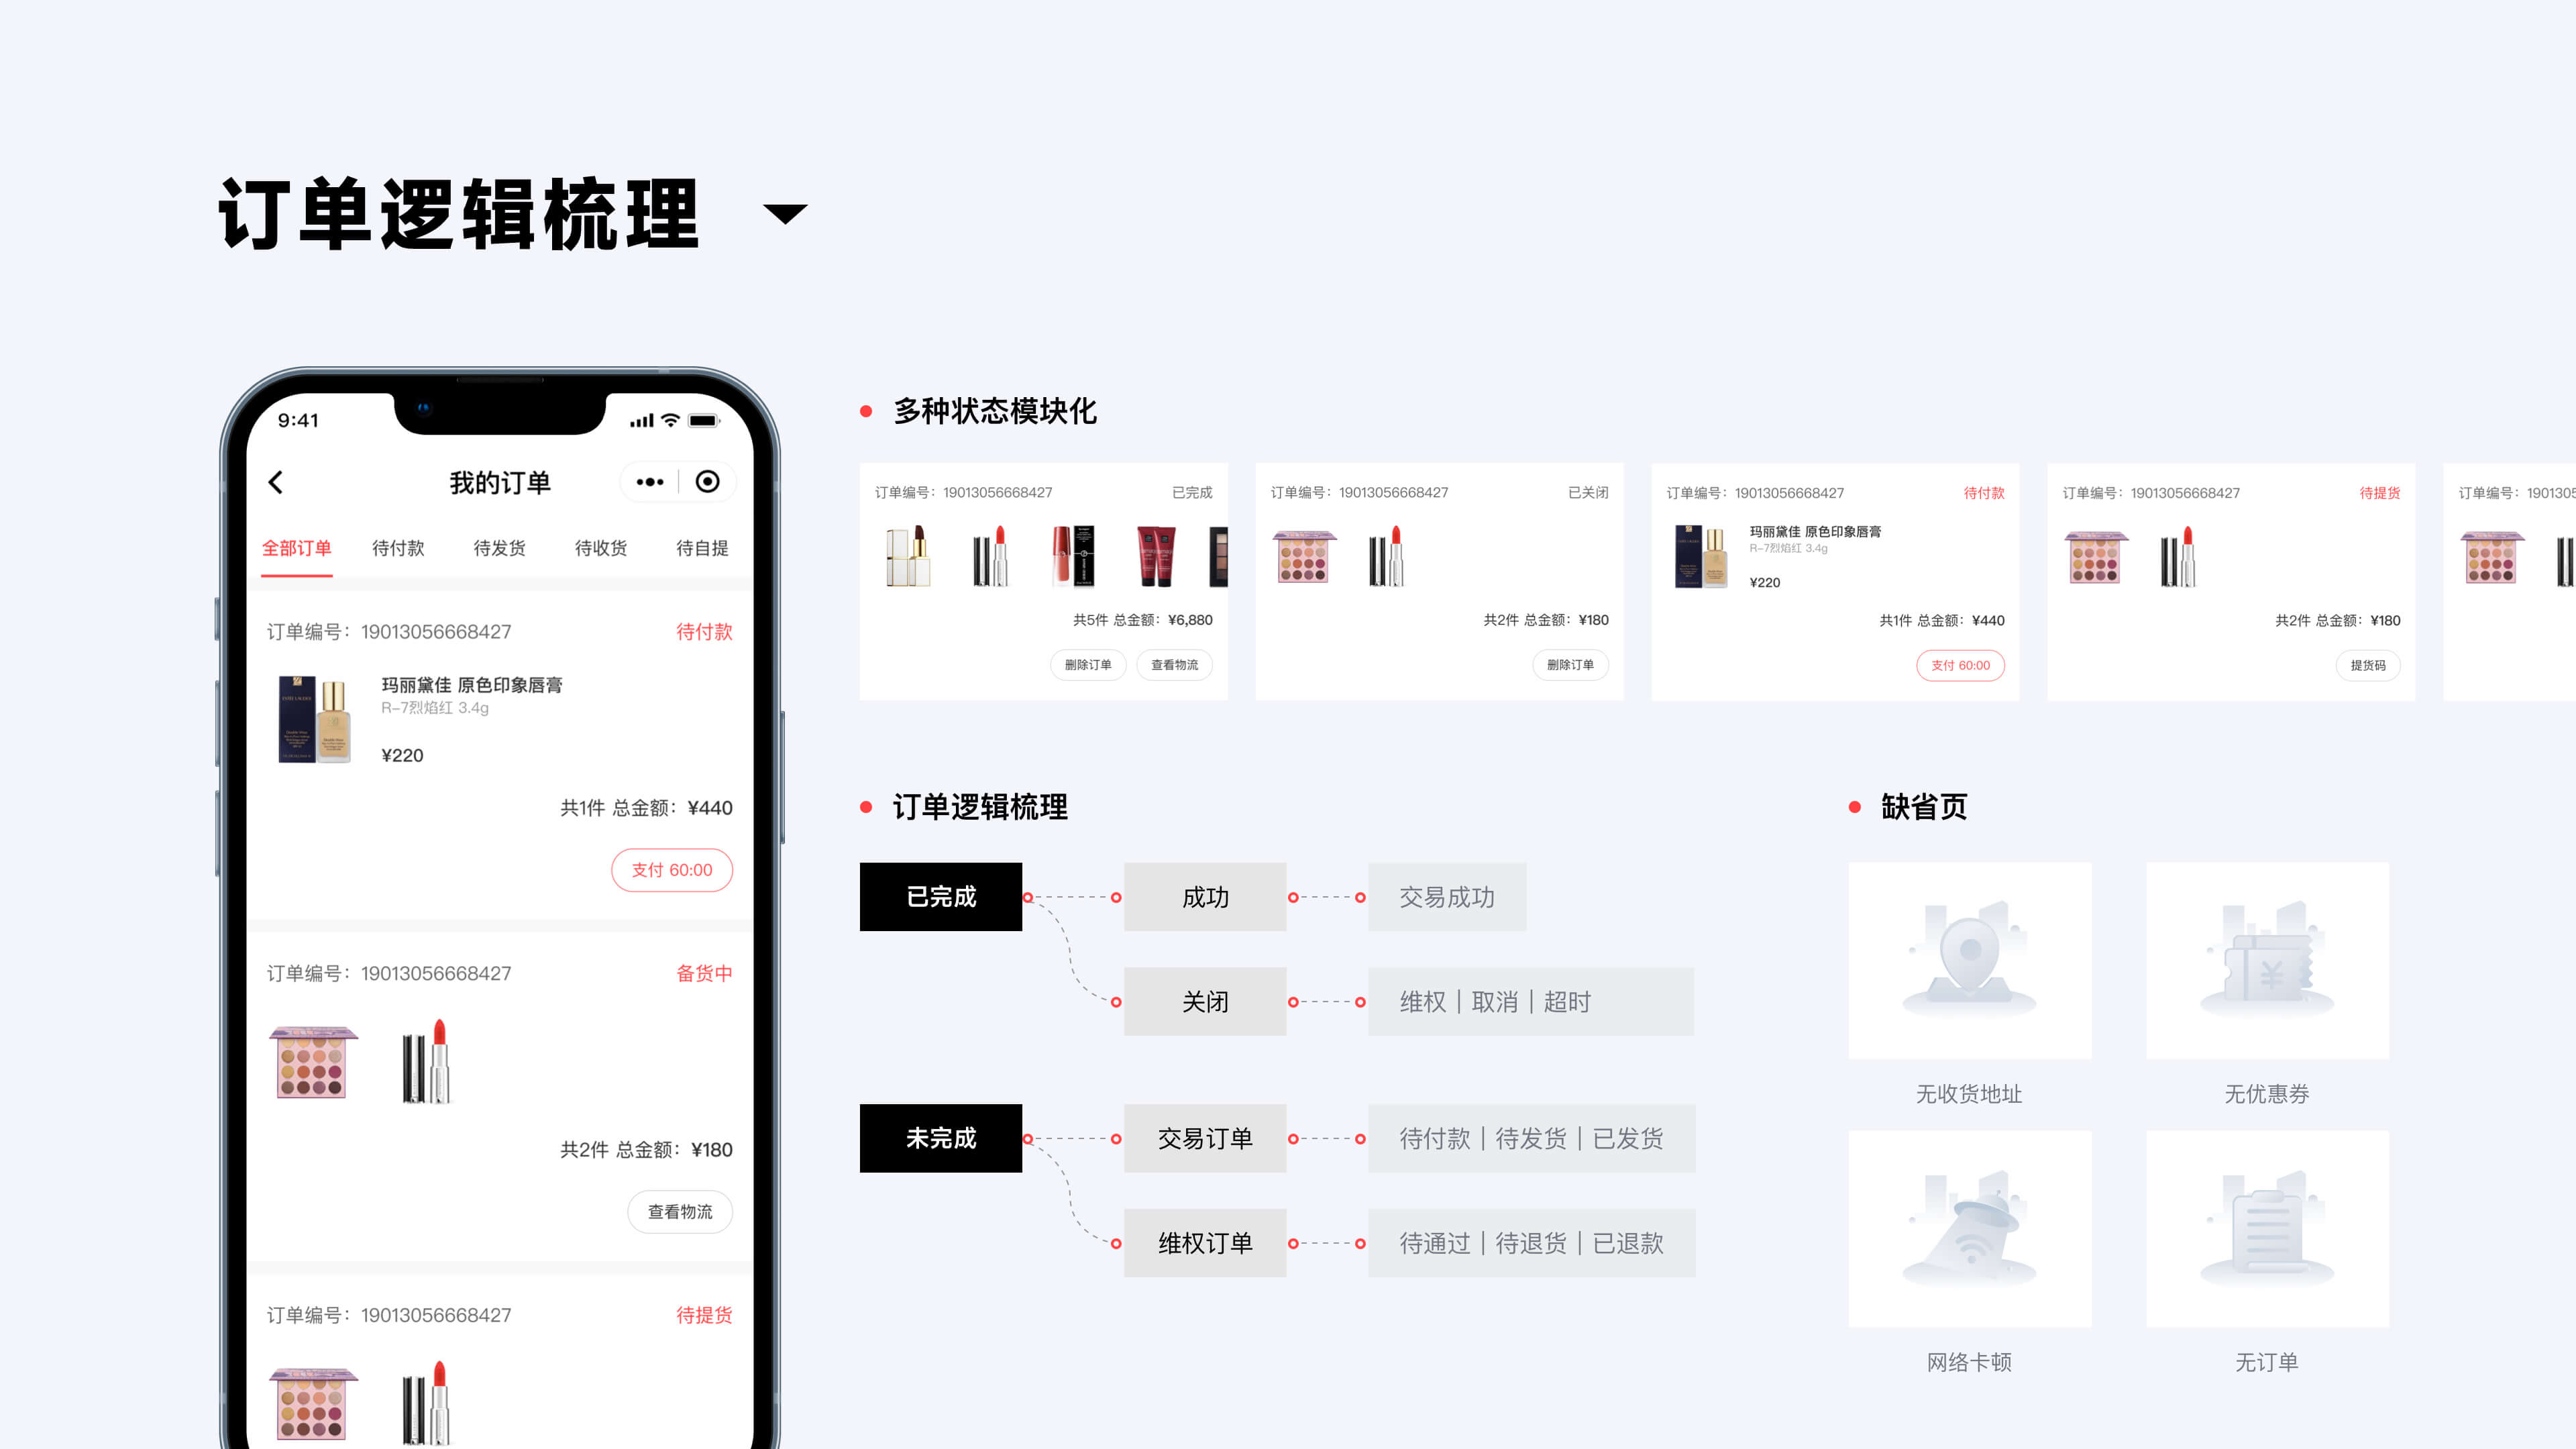 订单逻辑梳理
9:41
我的订单
全部订单 待付款 待发货 待收货 待自提
订单编号：19013056668427 待付款
玛丽黛佳 原色印象唇膏
R-7烈焰红 3.4g
¥220
共1件 总金额：¥440
支付 60:00
订单编号：19013056668427 备货中
共2件 总金额：¥180
查看物流
订单编号：19013056668427 待提货
多种状态模块化
订单编号：19013056668427 已完成
共5件 总金额：¥6,880
删除订单 查看物流
订单编号：19013056668427 已关闭
共2件 总金额：¥180
删除订单
订单编号：19013056668427 待付款
玛丽黛佳 原色印象唇膏
R-7烈焰红 3.4g
¥220
共1件 总金额：¥440
支付 60:00
订单编号：19013056668427 待提货
共2件 总金额：¥180
提货码
订单编号：1901305
订单逻辑梳理
已完成 成功 交易成功
关闭 维权｜取消｜超时
未完成 交易订单 待付款｜待发货｜已发货
维权订单 待通过｜待退货｜已退款
缺省页
无收货地址 无优惠券
网络卡顿 无订单